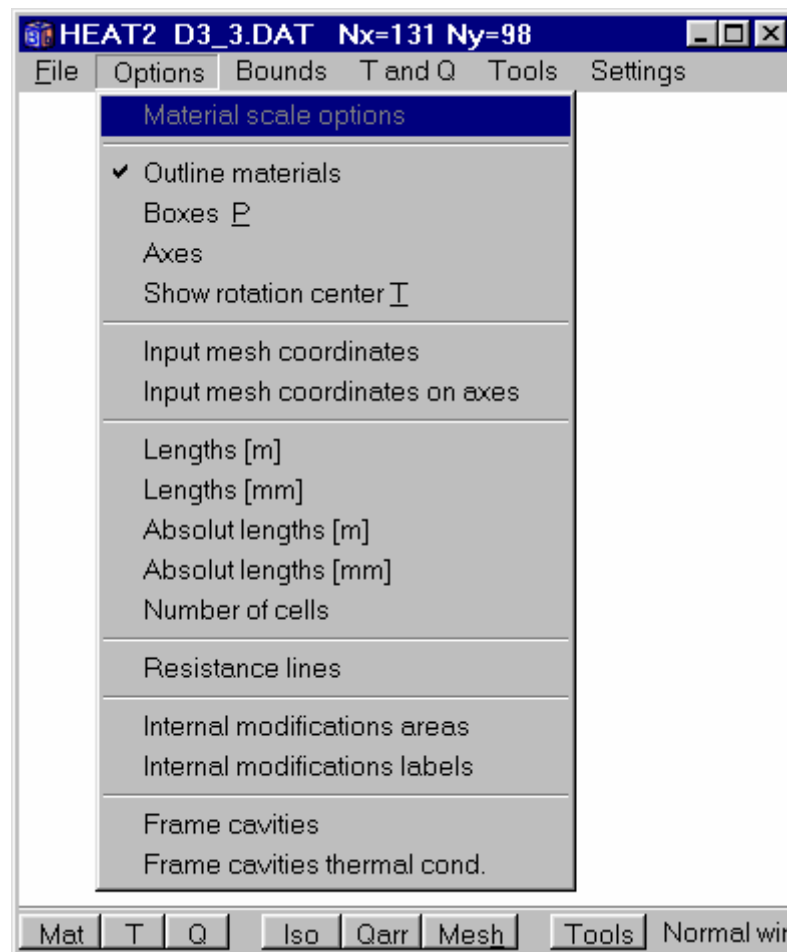 HEAT2 D3_3.DAT Nx=131 Ny=98
File Options Bounds T and Q Tools Settings
Material scale options
Outline materials
Boxes P
Axes
Show rotation center T
Input mesh coordinates
Input mesh coordinates on axes
Lengths [m]
Lengths [mm]
Absolut lengths [m]
Absolut lengths [mm]
Number of cells
Resistance lines
Internal modifications areas
Internal modifications labels
Frame cavities
Frame cavities thermal cond.
Mat T Q Iso Qarr Mesh Tools Normal